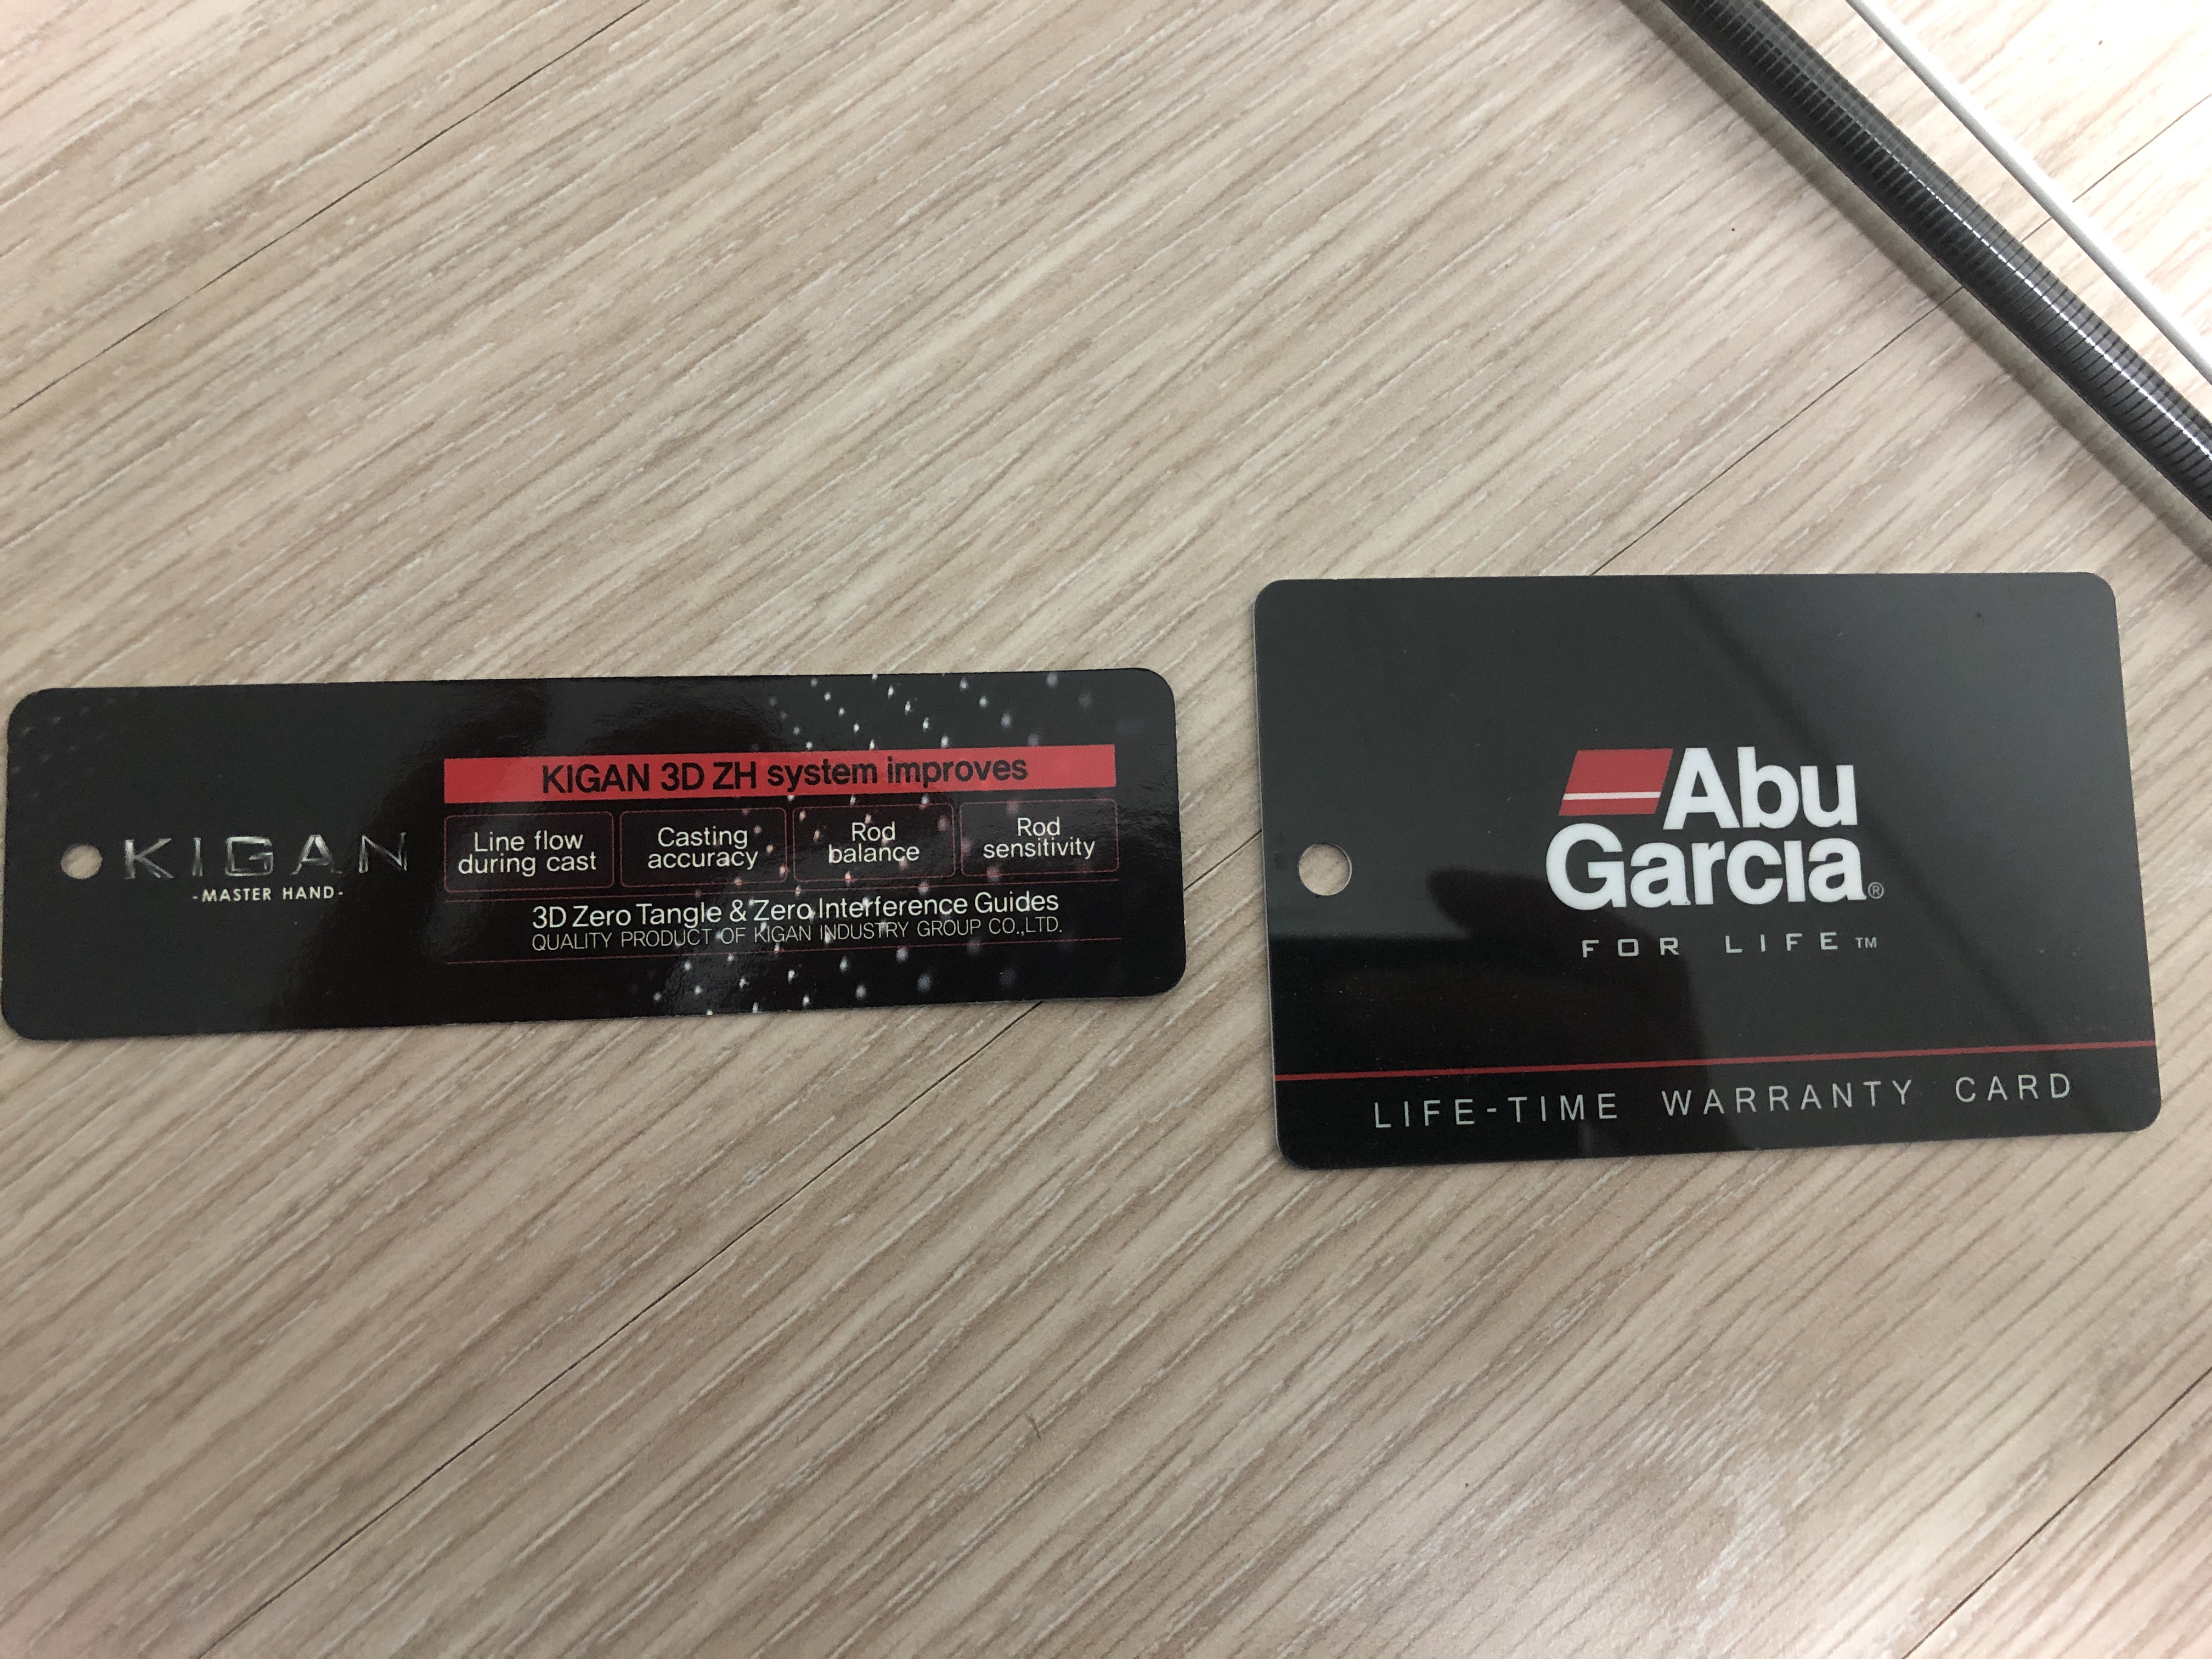 KIGAN
-MASTER HAND-
KIGAN 3D ZH system improves
Line flow
during cast
Casting
accuracy
Rod
balance
Rod
sensitivity
3D Zero Tangle & Zero Interference Guides
QUALITY PRODUCT OF KIGAN INDUSTRY GROUP CO.,LTD.
Abu
Garcia®
FOR LIFE™
LIFE-TIME WARRANTY CARD